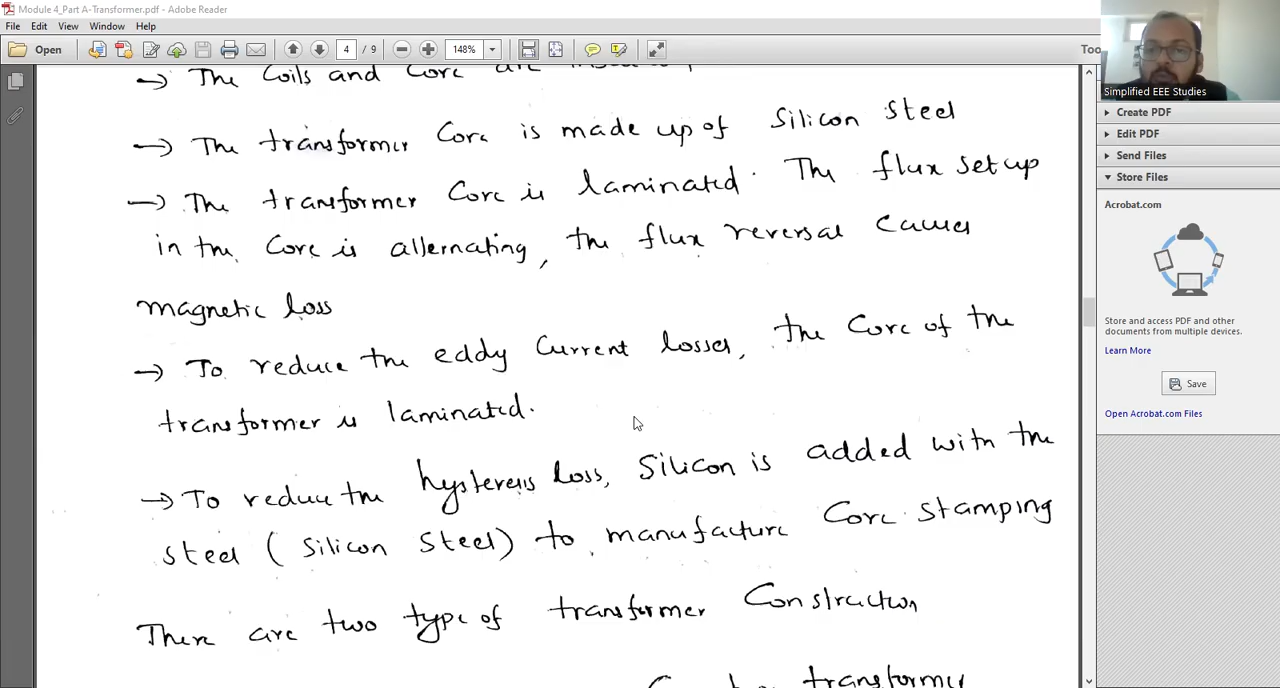 Module 4_Part A-Transformer.pdf - Adobe Reader
File Edit View Window Help
Open 4 / 9 148% Too
Simplified EEE Studies
Create PDF
Edit PDF
Send Files
Store Files
Acrobat.com
Store and access PDF and other
documents from multiple devices.
Learn More
Save
Open Acrobat.com Files
→ The Coils and Core are
→ The transformer Core is made up of Silicon Steel
→ The transformer Core is laminated. The flux set up
in the Core is alternating, the flux reversal causes
magnetic loss
→ To reduce the eddy Current losses, the Core of the
transformer is laminated.
→ To reduce the hysteresis loss, Silicon is added with the
steel (Silicon Steel) to manufacture Core stamping
There are two type of transformer Construction
transformer